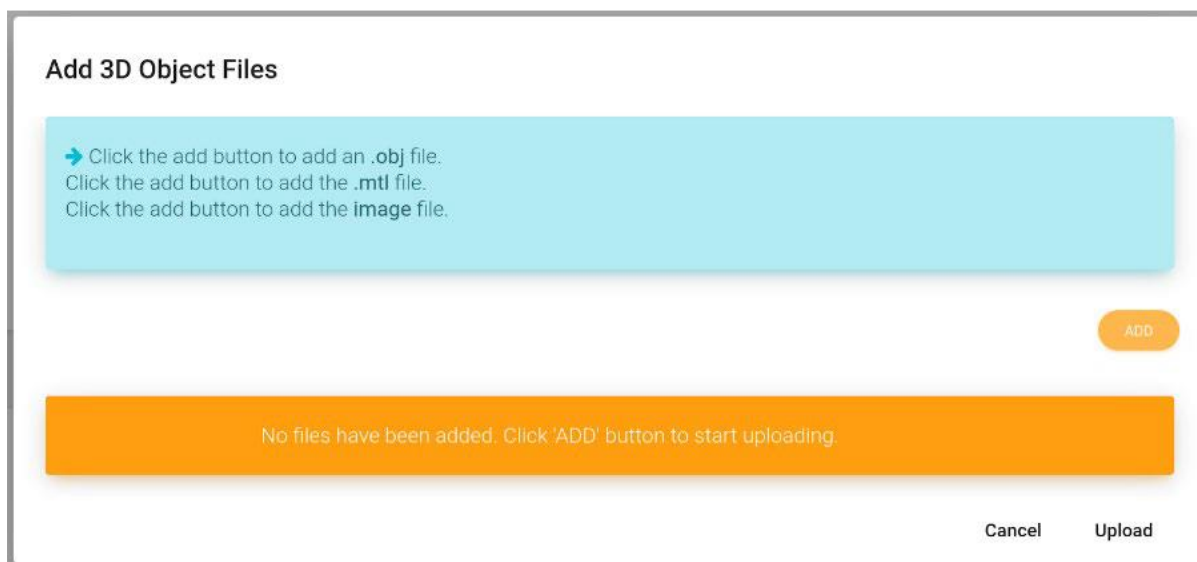 Add 3D Object Files
Click the add button to add an .obj file.
Click the add button to add the .mtl file.
Click the add button to add the image file.
ADD
No files have been added. Click 'ADD' button to start uploading.
Cancel Upload